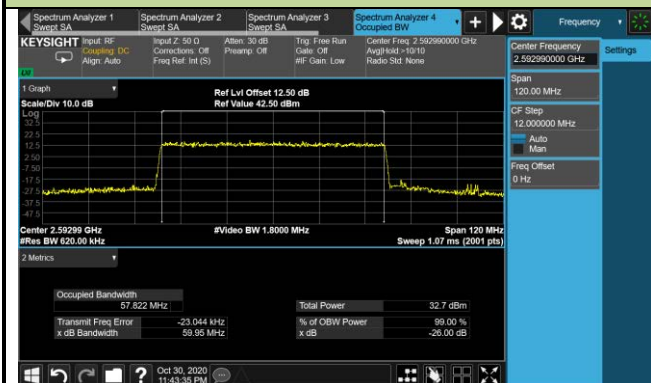 Spectrum Analyzer 1
Swept SA
Spectrum Analyzer 2
Swept SA
Spectrum Analyzer 3
Swept SA
Spectrum Analyzer 4
Occupied BW
Frequency
KEYSIGHT
Input: RF
Coupling: DC
Align: Auto
Input Z: 50 Ω
Corrections: Off
Freq Ref: Int (S)
Atten: 30 dB
Preamp: Off
Trig: Free Run
Gate: Off
#IF Gain: Low
Center Freq: 2.592990000 GHz
Avg|Hold:>10/10
Radio Std: None
Center Frequency
2.592990000 GHz
Settings
Span
120.00 MHz
CF Step
12.000000 MHz
Auto
Man
Freq Offset
0 Hz
1 Graph
Scale/Div 10.0 dB
Ref Lvl Offset 12.50 dB
Ref Value 42.50 dBm
Log
32.5
22.5
12.5
2.50
-7.50
-17.5
-27.5
-37.5
-47.5
Center 2.59299 GHz
#Res BW 620.00 kHz
#Video BW 1.8000 MHz
Span 120 MHz
Sweep 1.07 ms (2001 pts)
2 Metrics
Occupied Bandwidth
57.822 MHz
Total Power 32.7 dBm
Transmit Freq Error -23.044 kHz
% of OBW Power 99.00 %
x dB Bandwidth 59.95 MHz
x dB -26.00 dB
Oct 30, 2020
11:43:35 PM